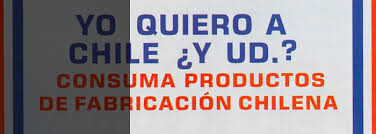 YO QUIERO A
CHILE ¿Y UD.?
CONSUMA PRODUCTOS
DE FABRICACIÓN CHILENA